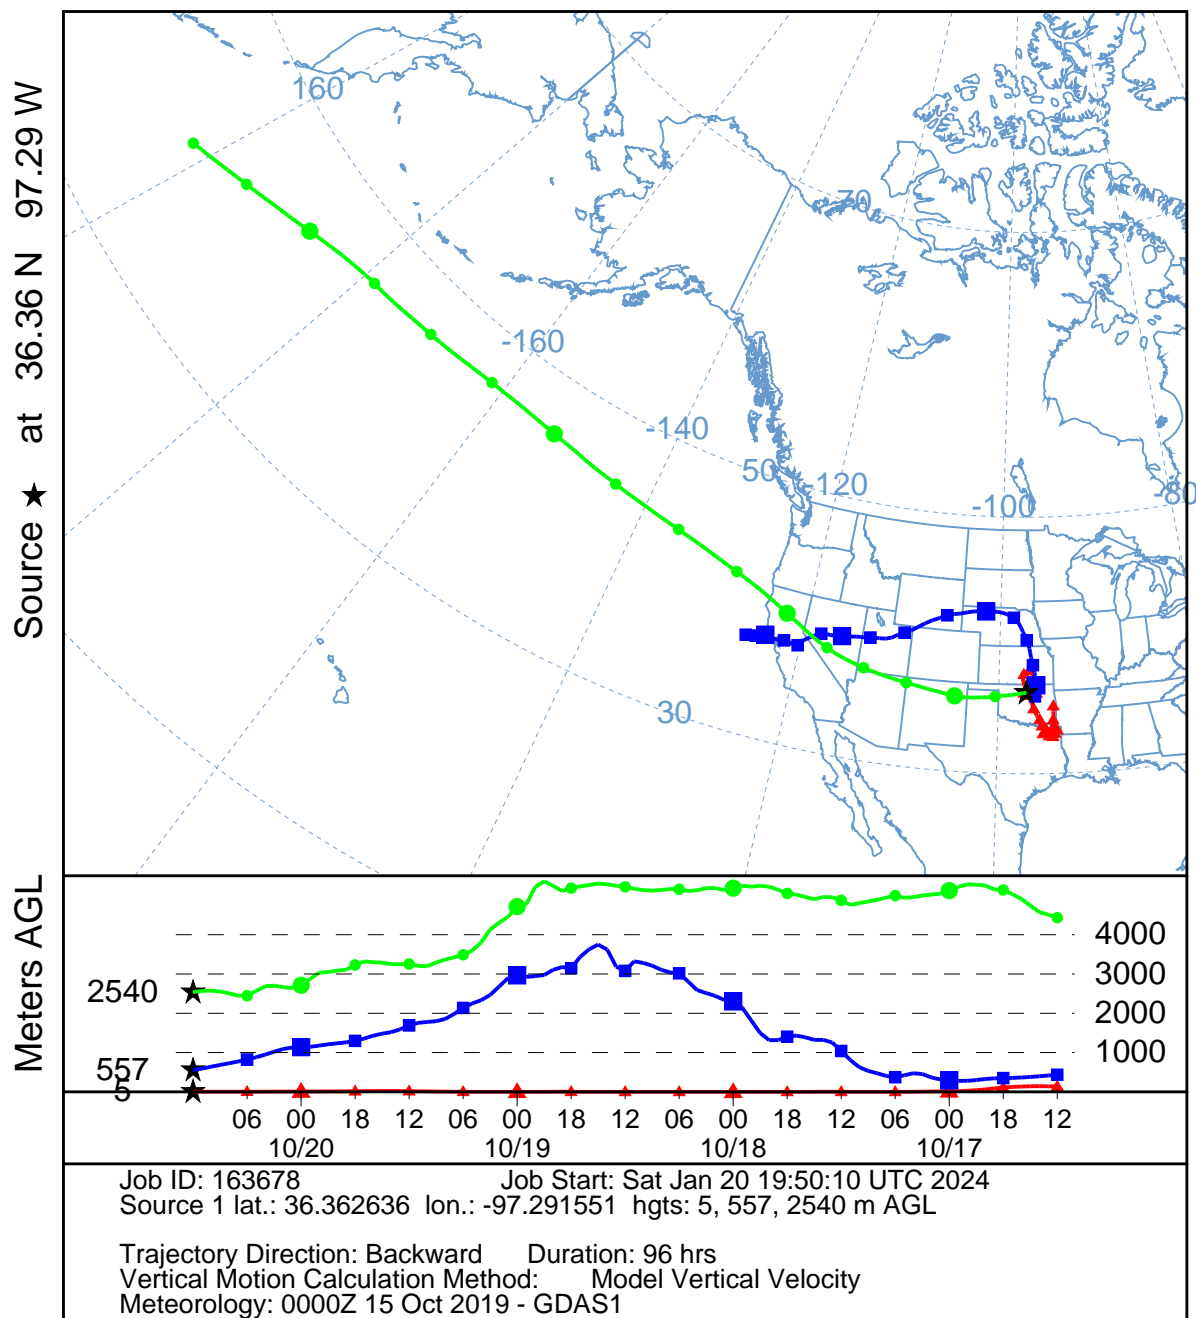 Source ★ at 36.36 N 97.29 W
160
70
-160
-140
50
-120
-100
-80
30
Meters AGL
4000
3000
2540
2000
557
1000
5
06 00 18 12 06 00 18 12 06 00 18 12 06 00 18 12
10/20 10/19 10/18 10/17
Job ID: 163678 Job Start: Sat Jan 20 19:50:10 UTC 2024
Source 1 lat.: 36.362636 lon.: -97.291551 hgts: 5, 557, 2540 m AGL
Trajectory Direction: Backward Duration: 96 hrs
Vertical Motion Calculation Method: Model Vertical Velocity
Meteorology: 0000Z 15 Oct 2019 - GDAS1